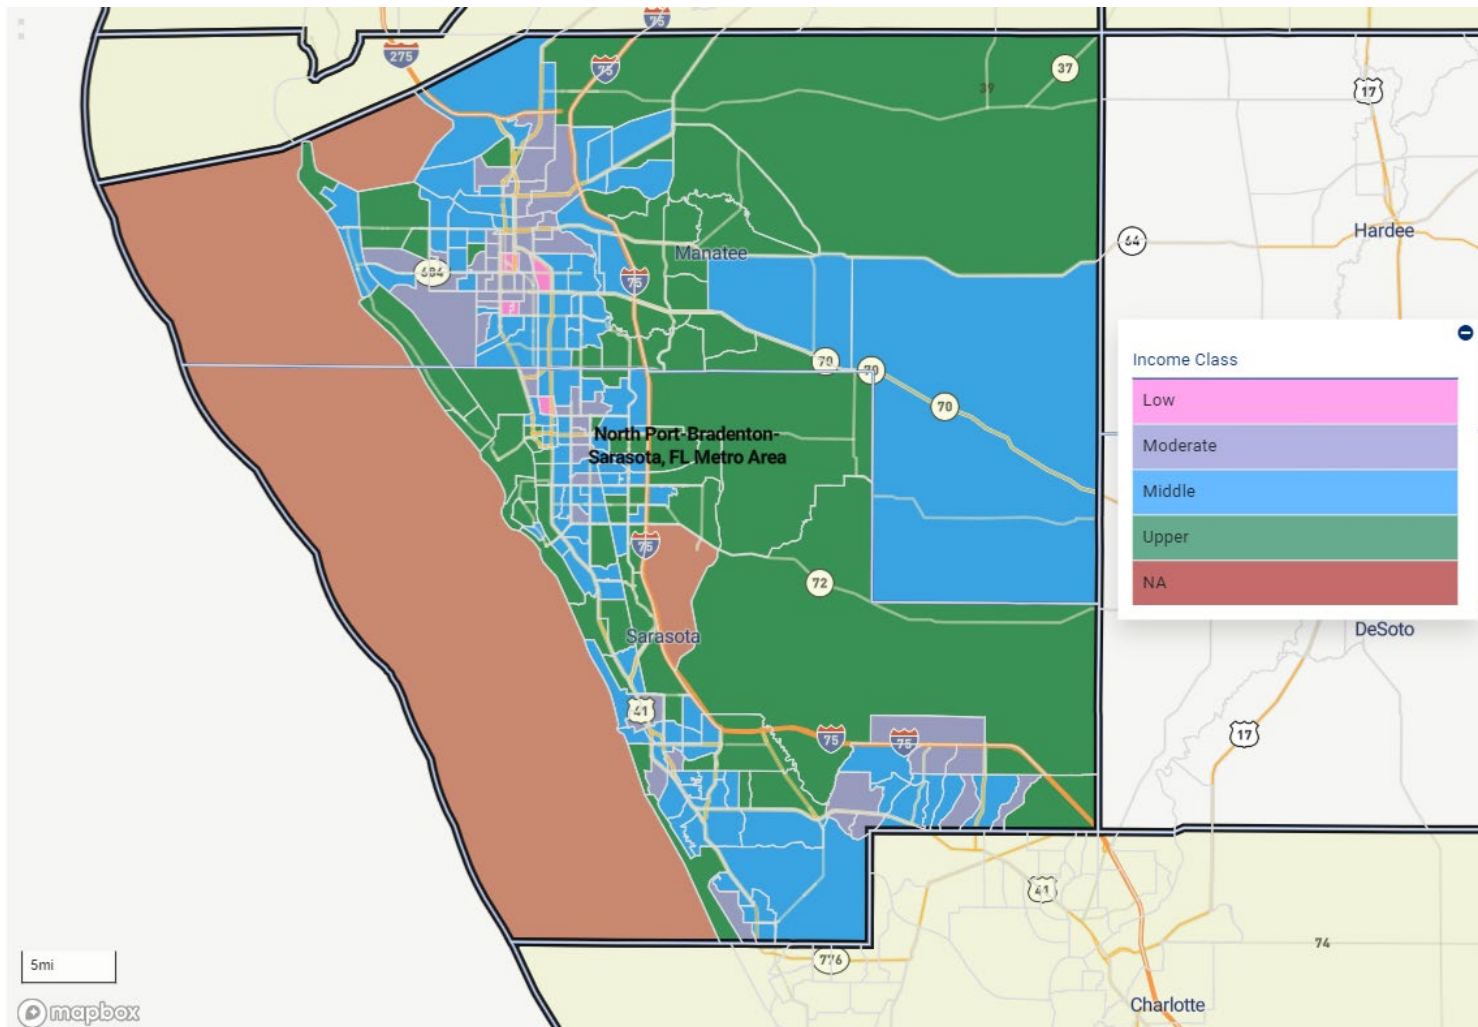 75
275
75
37
39
17
64
Hardee
684
Manatee
75
70
70
70
Income Class
Low
Moderate
Middle
Upper
NA
North Port-Bradenton-
Sarasota, FL Metro Area
75
72
Sarasota
DeSoto
41
75
75
17
41
74
776
5mi
Charlotte
mapbox